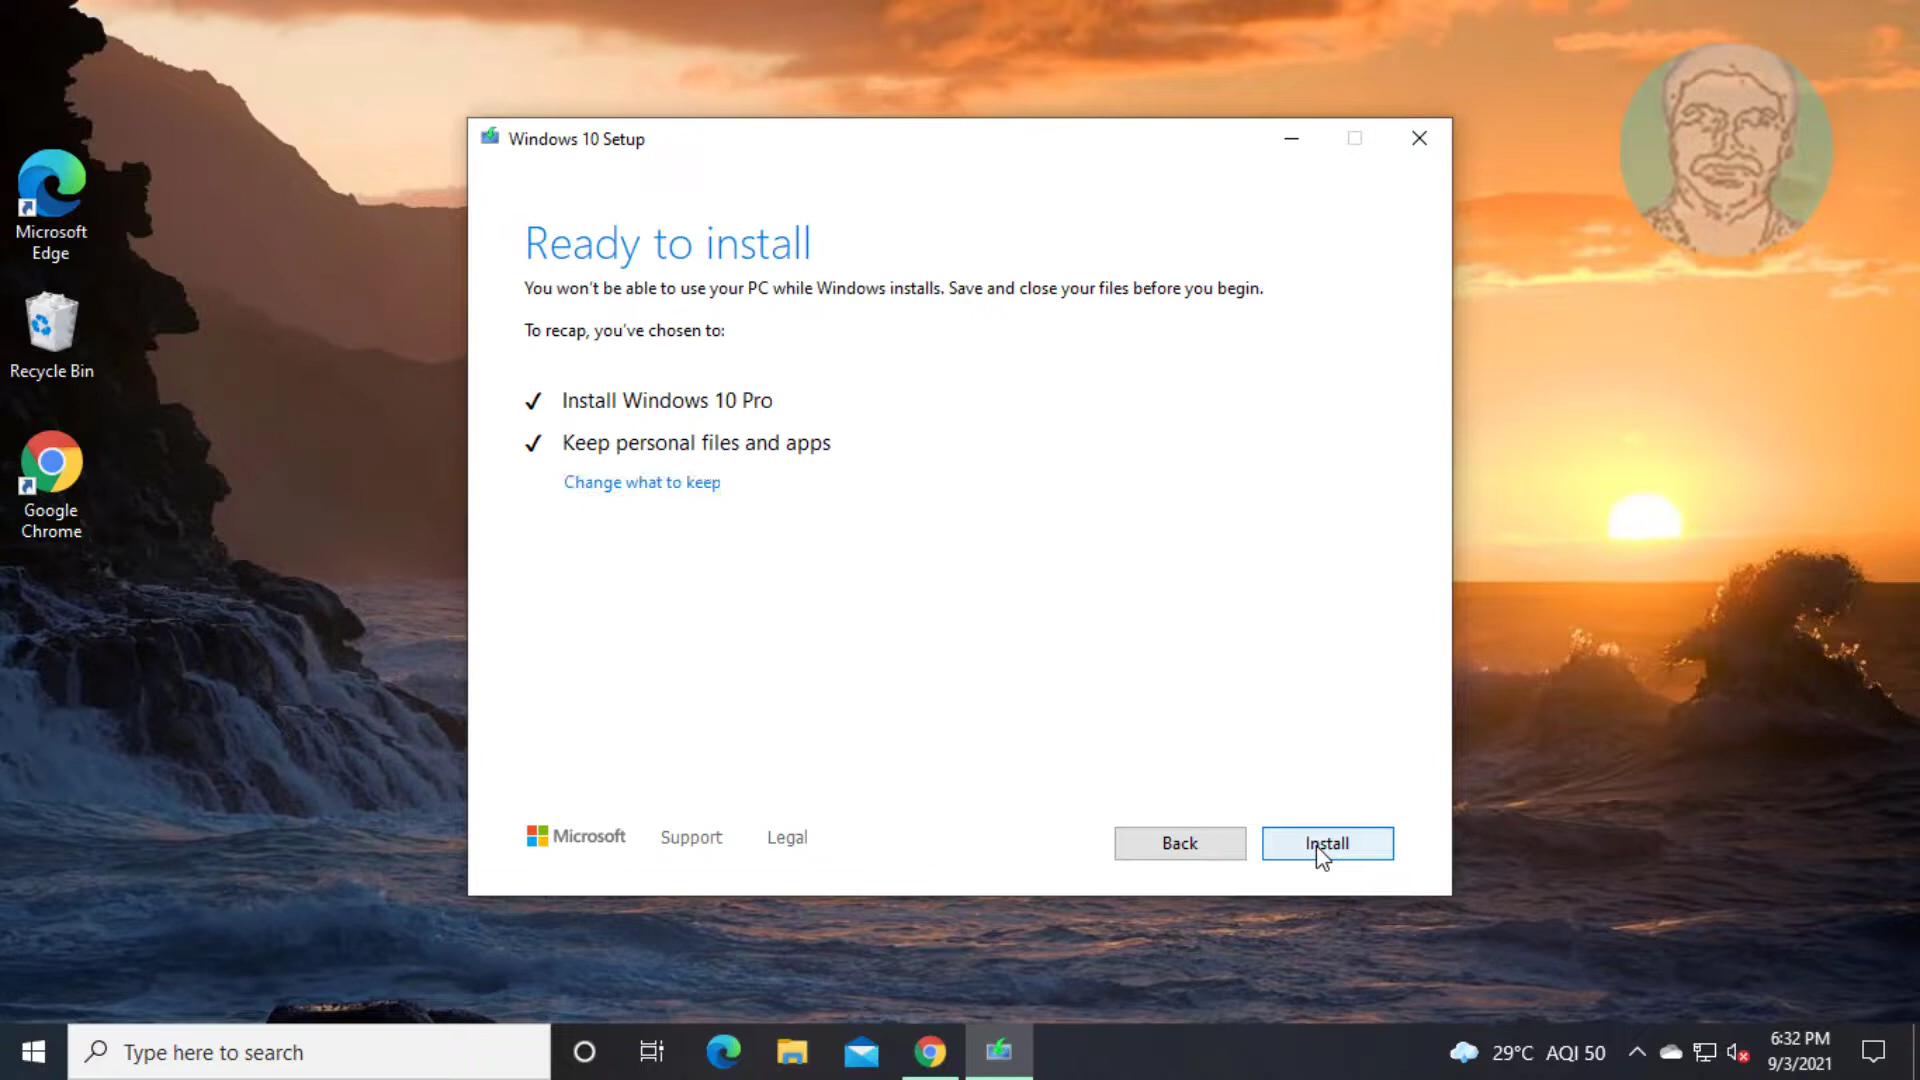 Microsoft
Edge
Recycle Bin
Google
Chrome
Windows 10 Setup
Ready to install
You won't be able to use your PC while Windows installs. Save and close your files before you begin.
To recap, you've chosen to:
Install Windows 10 Pro
Keep personal files and apps
Change what to keep
Microsoft
Support
Legal
Back
Install
Type here to search
29°C AQI 50
6:32 PM
9/3/2021